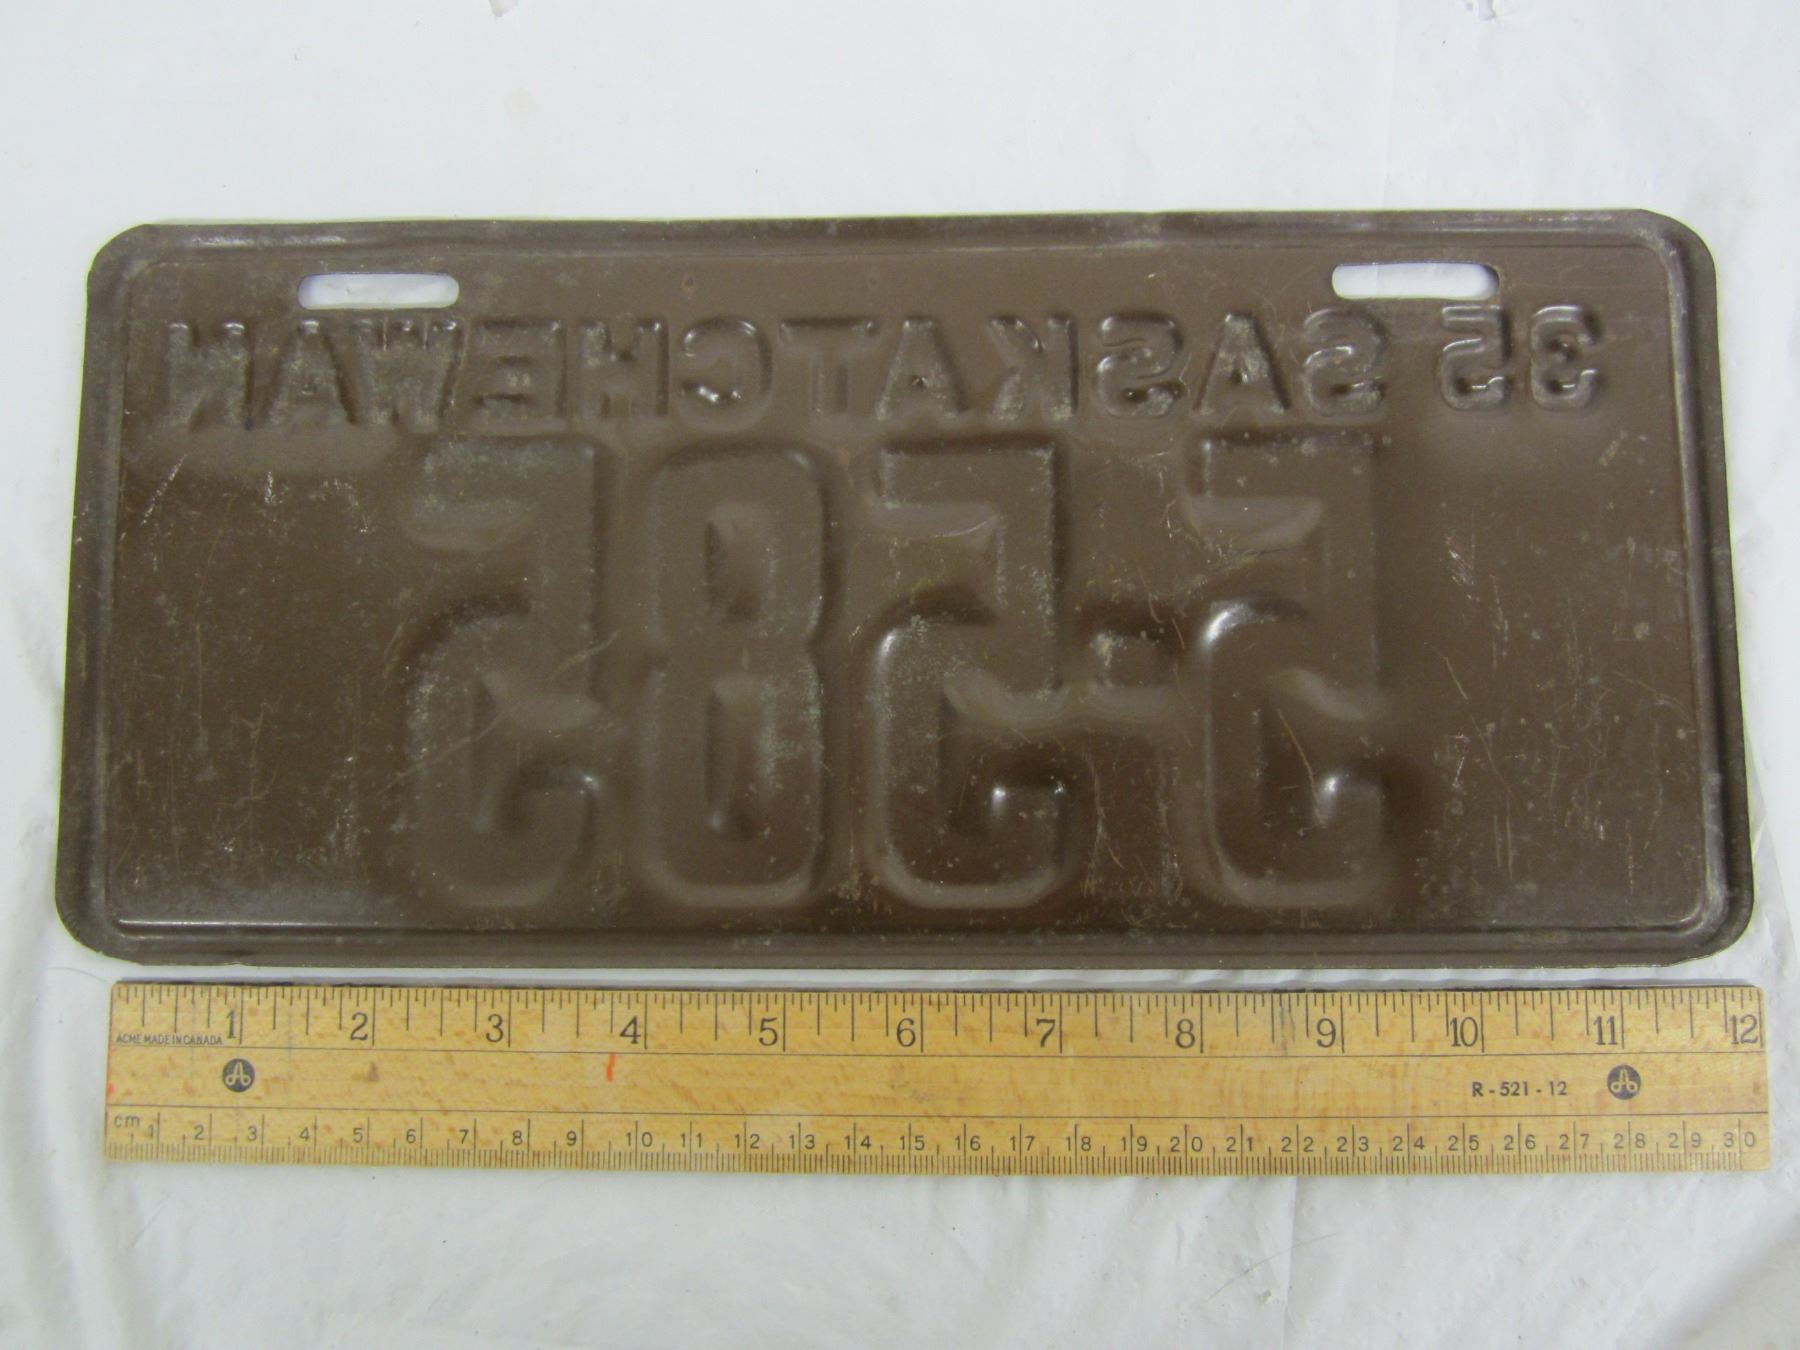 35 SASKATCHEWAN
5-585
1 2 3 4 5 6 7 8 9 10 11 12
ACME MADE IN CANADA
R-521-12
cm 1 2 3 4 5 6 7 8 9 10 11 12 13 14 15 16 17 18 19 20 21 22 23 24 25 26 27 28 29 30